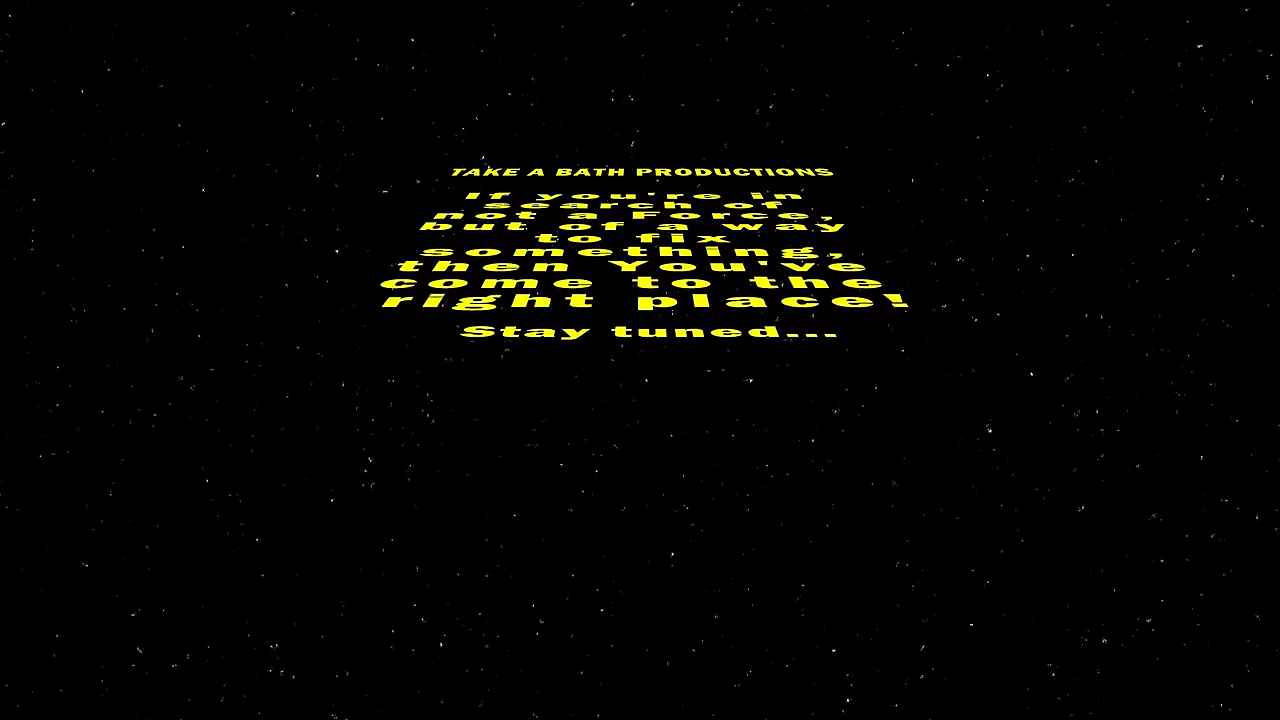 TAKE A BATH PRODUCTIONS
If you're in
search of
not a Force,
but of a way
to fix
something,
then You've
come to the
right place!
Stay tuned...